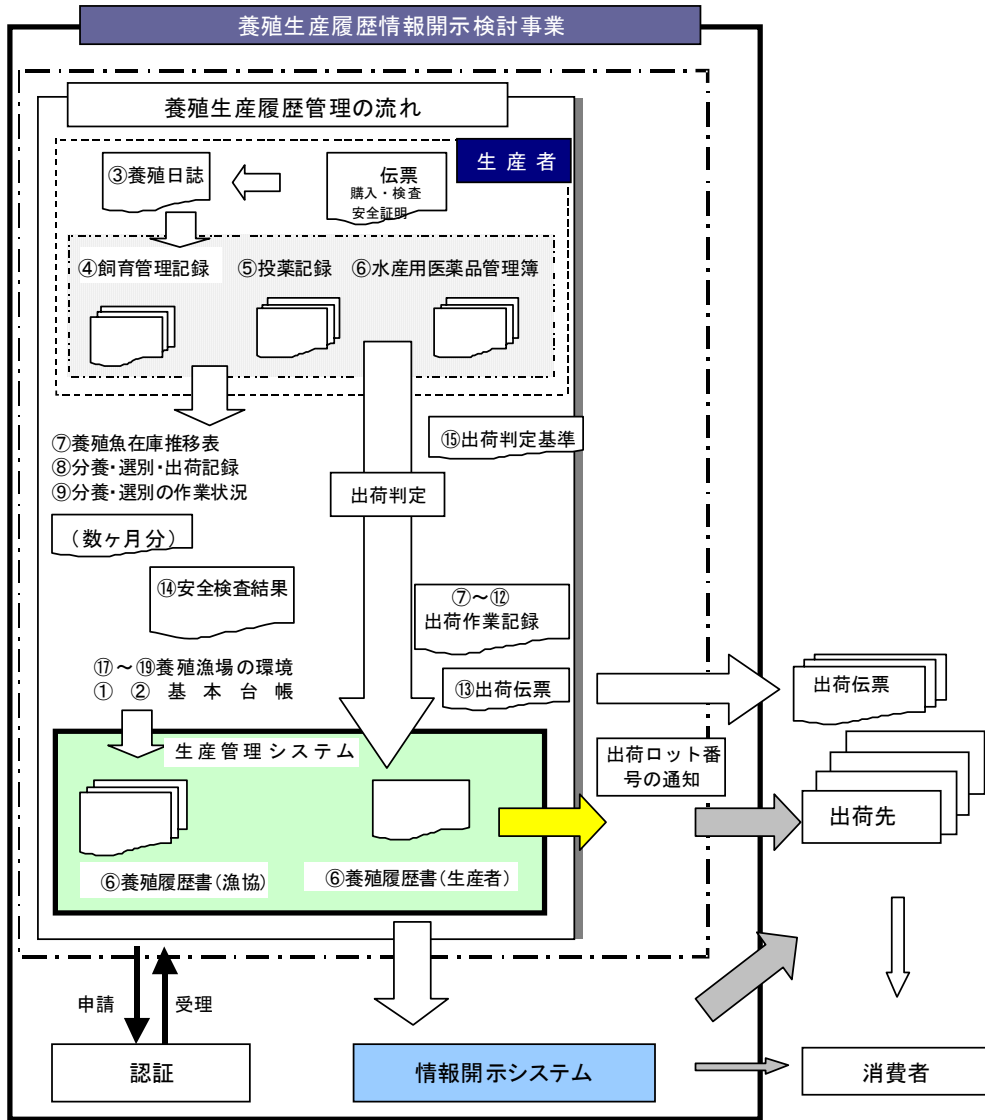 養殖生産履歴情報開示検討事業
養殖生産履歴管理の流れ
生産者
③養殖日誌
伝票
購入・検査
安全証明
④飼育管理記録
⑤投薬記録
⑥水産用医薬品管理簿
⑦養殖魚在庫推移表
⑧分養・選別・出荷記録
⑨分養・選別の作業状況
(数ヶ月分)
⑮出荷判定基準
出荷判定
⑭安全検査結果
⑦～⑫
出荷作業記録
⑰～⑲養殖漁場の環境
① ② 基本台帳
⑬出荷伝票
出荷伝票
生産管理システム
出荷ロット番
号の通知
出荷先
⑥養殖履歴書(漁協)
⑥養殖履歴書(生産者)
申請
受理
認証
情報開示システム
消費者